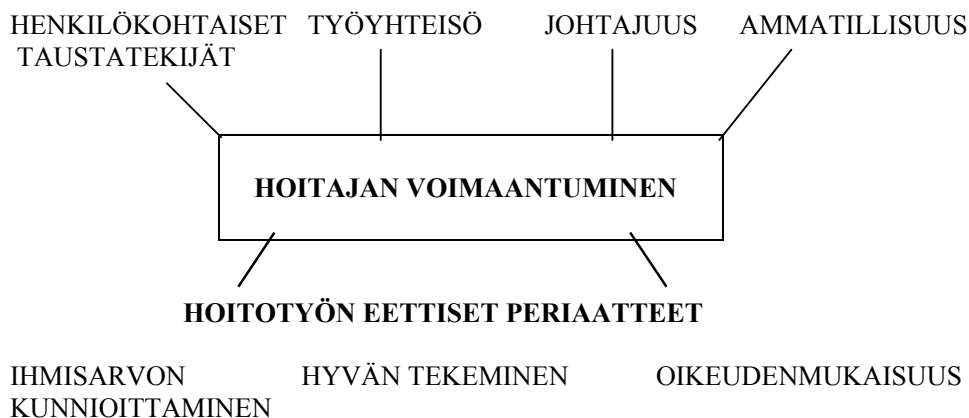 HENKILÖKOHTAISET TYÖYHTEISÖ JOHTAJUUS AMMATILLISUUS
TAUSTATEKIJÄT
HOITAJAN VOIMAANTUMINEN
HOITOTYÖN EETTISET PERIAATTEET
IHMISARVON HYVÄN TEKEMINEN OIKEUDENMUKAISUUS
KUNNIOITTAMINEN